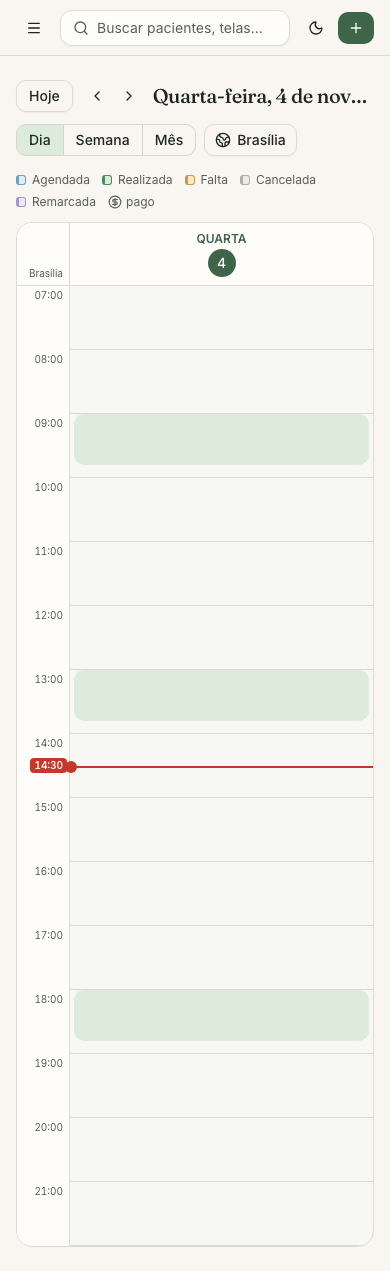 Buscar pacientes, telas...
Hoje
Quarta-feira, 4 de nov...
Dia
Semana
Mês
Brasília
Agendada
Realizada
Falta
Cancelada
Remarcada
pago
Brasília
QUARTA
4
07:00
08:00
09:00
10:00
11:00
12:00
13:00
14:00
14:30
15:00
16:00
17:00
18:00
19:00
20:00
21:00